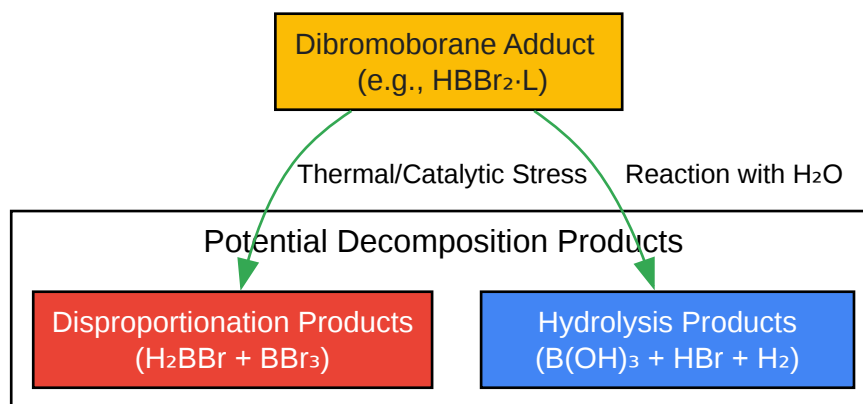 Dibromoborane Adduct
(e.g., HBBr₂·L)
Thermal/Catalytic Stress
Reaction with H₂O
Potential Decomposition Products
Disproportionation Products
(H₂BBr + BBr₃)
Hydrolysis Products
(B(OH)₃ + HBr + H₂)